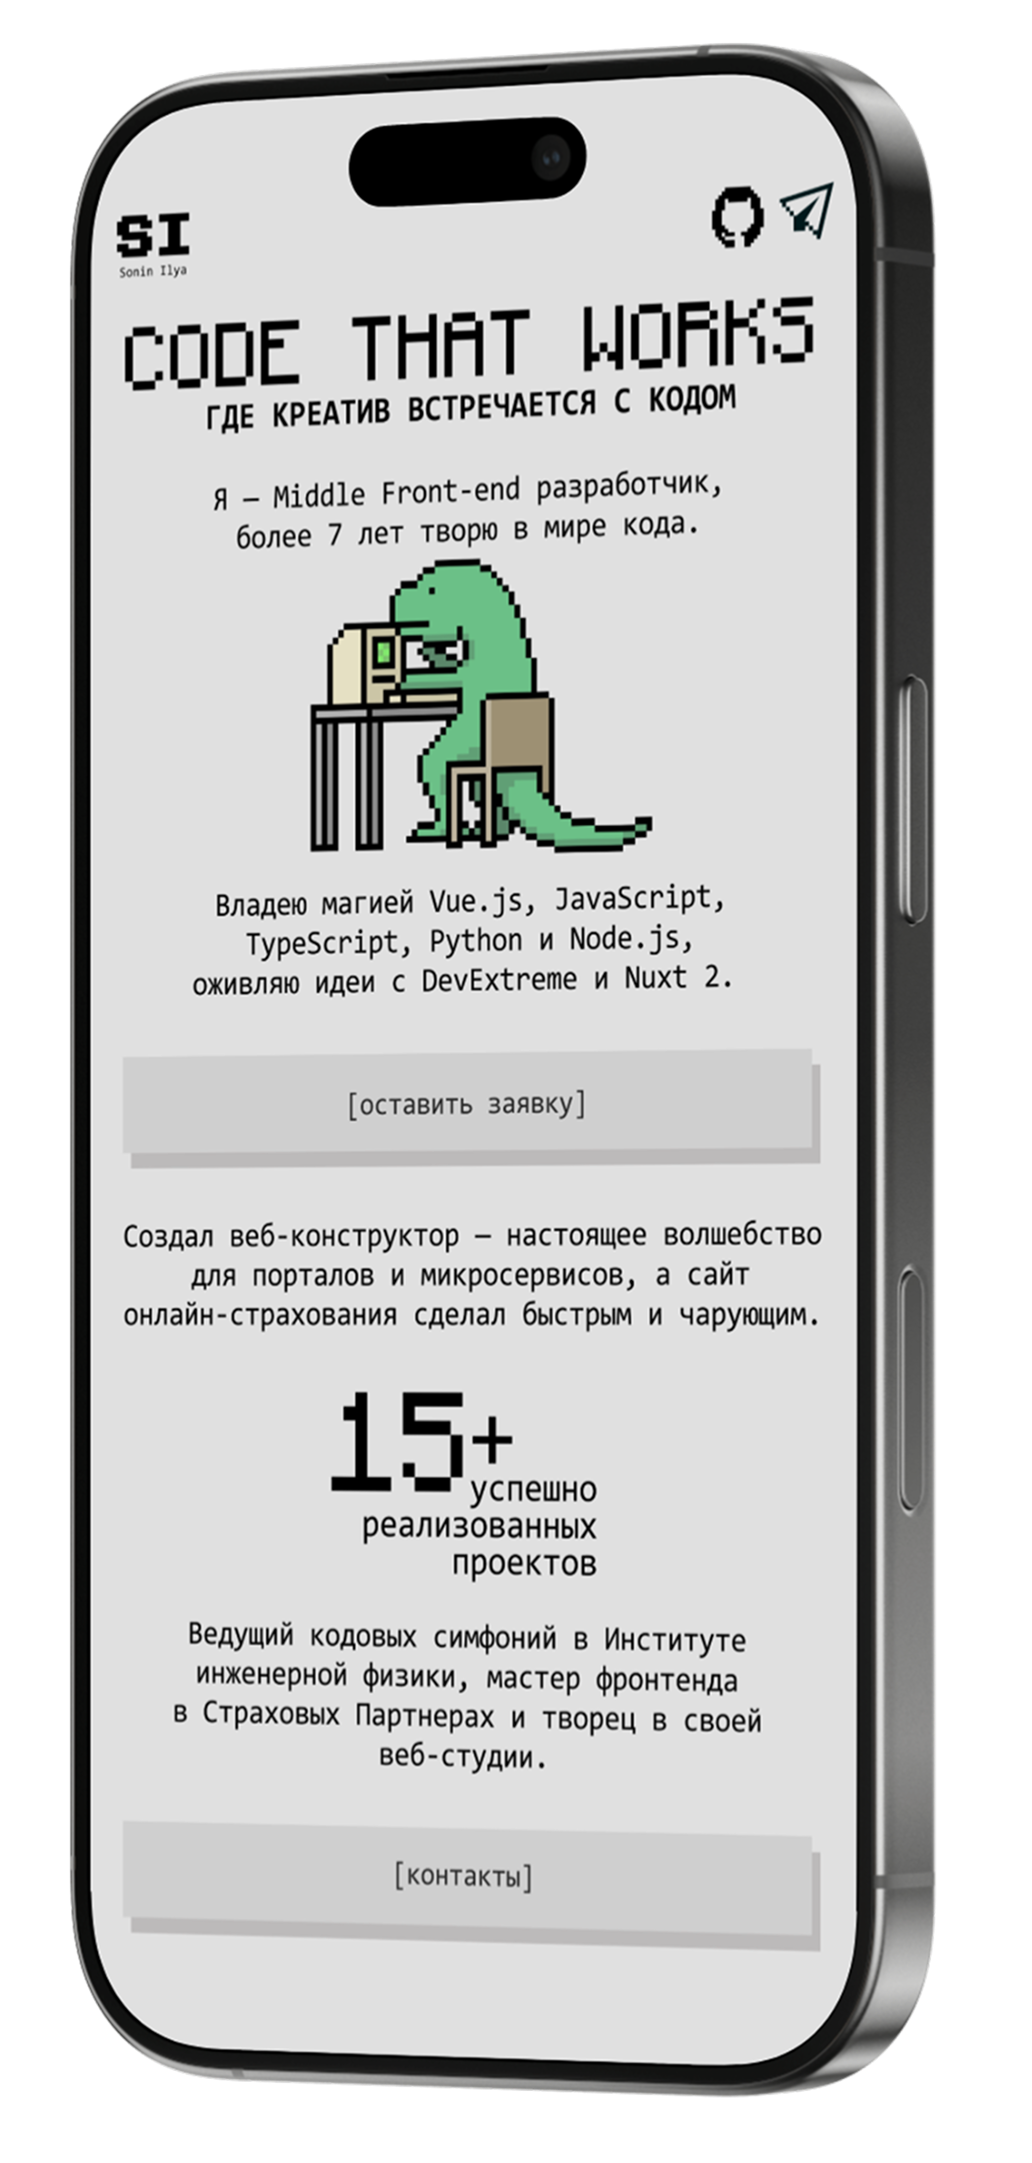 SI
Sonin Ilya
CODE THAT WORKS
ГДЕ КРЕАТИВ ВСТРЕЧАЕТСЯ С КОДОМ
Я — Middle Front-end разработчик,
более 7 лет творю в мире кода.
Владею магией Vue.js, JavaScript,
TypeScript, Python и Node.js,
оживляю идеи с DevExtreme и Nuxt 2.
[оставить заявку]
Создал веб-конструктор — настоящее волшебство
для порталов и микросервисов, а сайт
онлайн-страхования сделал быстрым и чарующим.
15+
успешно
реализованных
проектов
Ведущий кодовых симфоний в Институте
инженерной физики, мастер фронтенда
в Страховых Партнерах и творец в своей
веб-студии.
[контакты]